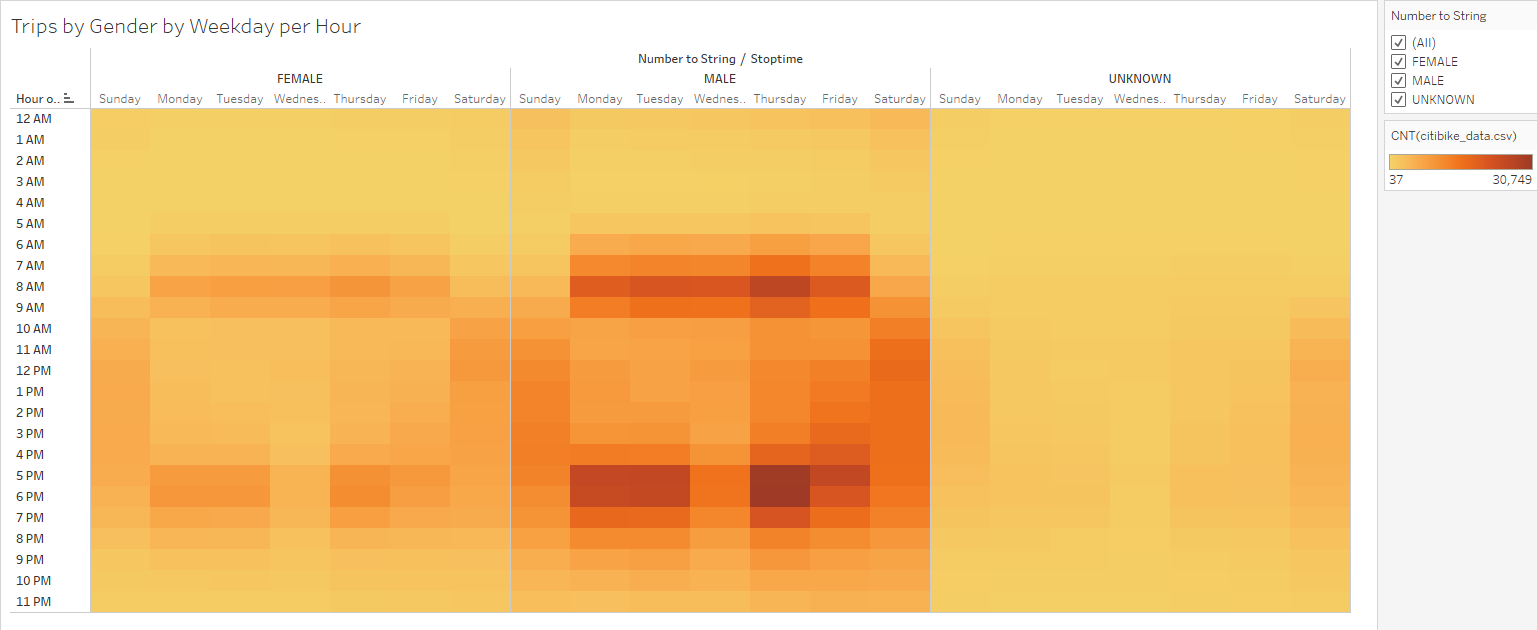 Trips by Gender by Weekday per Hour
Number to String / Stoptime
FEMALE MALE UNKNOWN
Hour o.. Sunday Monday Tuesday Wednes.. Thursday Friday Saturday Sunday Monday Tuesday Wednes.. Thursday Friday Saturday Sunday Monday Tuesday Wednes.. Thursday Friday Saturday
12 AM
1 AM
2 AM
3 AM
4 AM
5 AM
6 AM
7 AM
8 AM
9 AM
10 AM
11 AM
12 PM
1 PM
2 PM
3 PM
4 PM
5 PM
6 PM
7 PM
8 PM
9 PM
10 PM
11 PM
Number to String
(All)
FEMALE
MALE
UNKNOWN
CNT(citibike_data.csv)
37 30,749